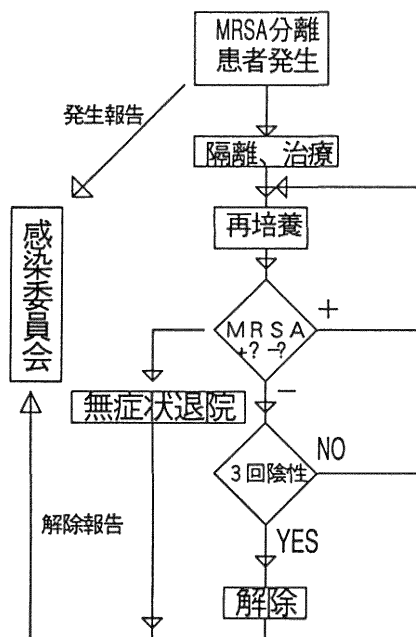 MRSA分離
患者発生
発生報告
隔離、治療
再培養
感染委員会
MRSA
+? -?
+
-
無症状退院
3回陰性
NO
解除報告
YES
解除